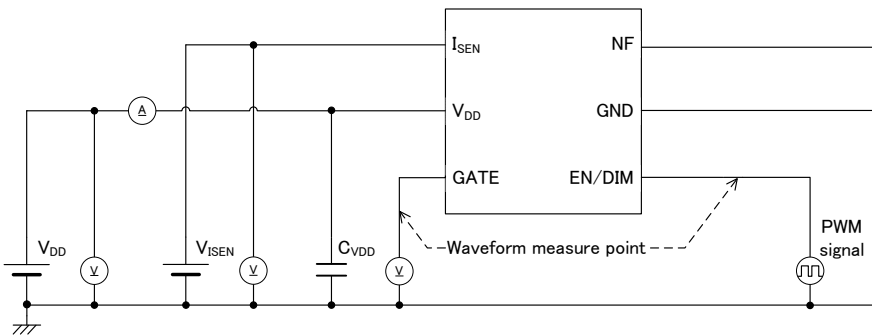 I_SEN
NF
A
V_DD
GND
GATE
EN/DIM
PWM
signal
Waveform measure point
V_DD
V_ISEN
C_VDD
V
V
V